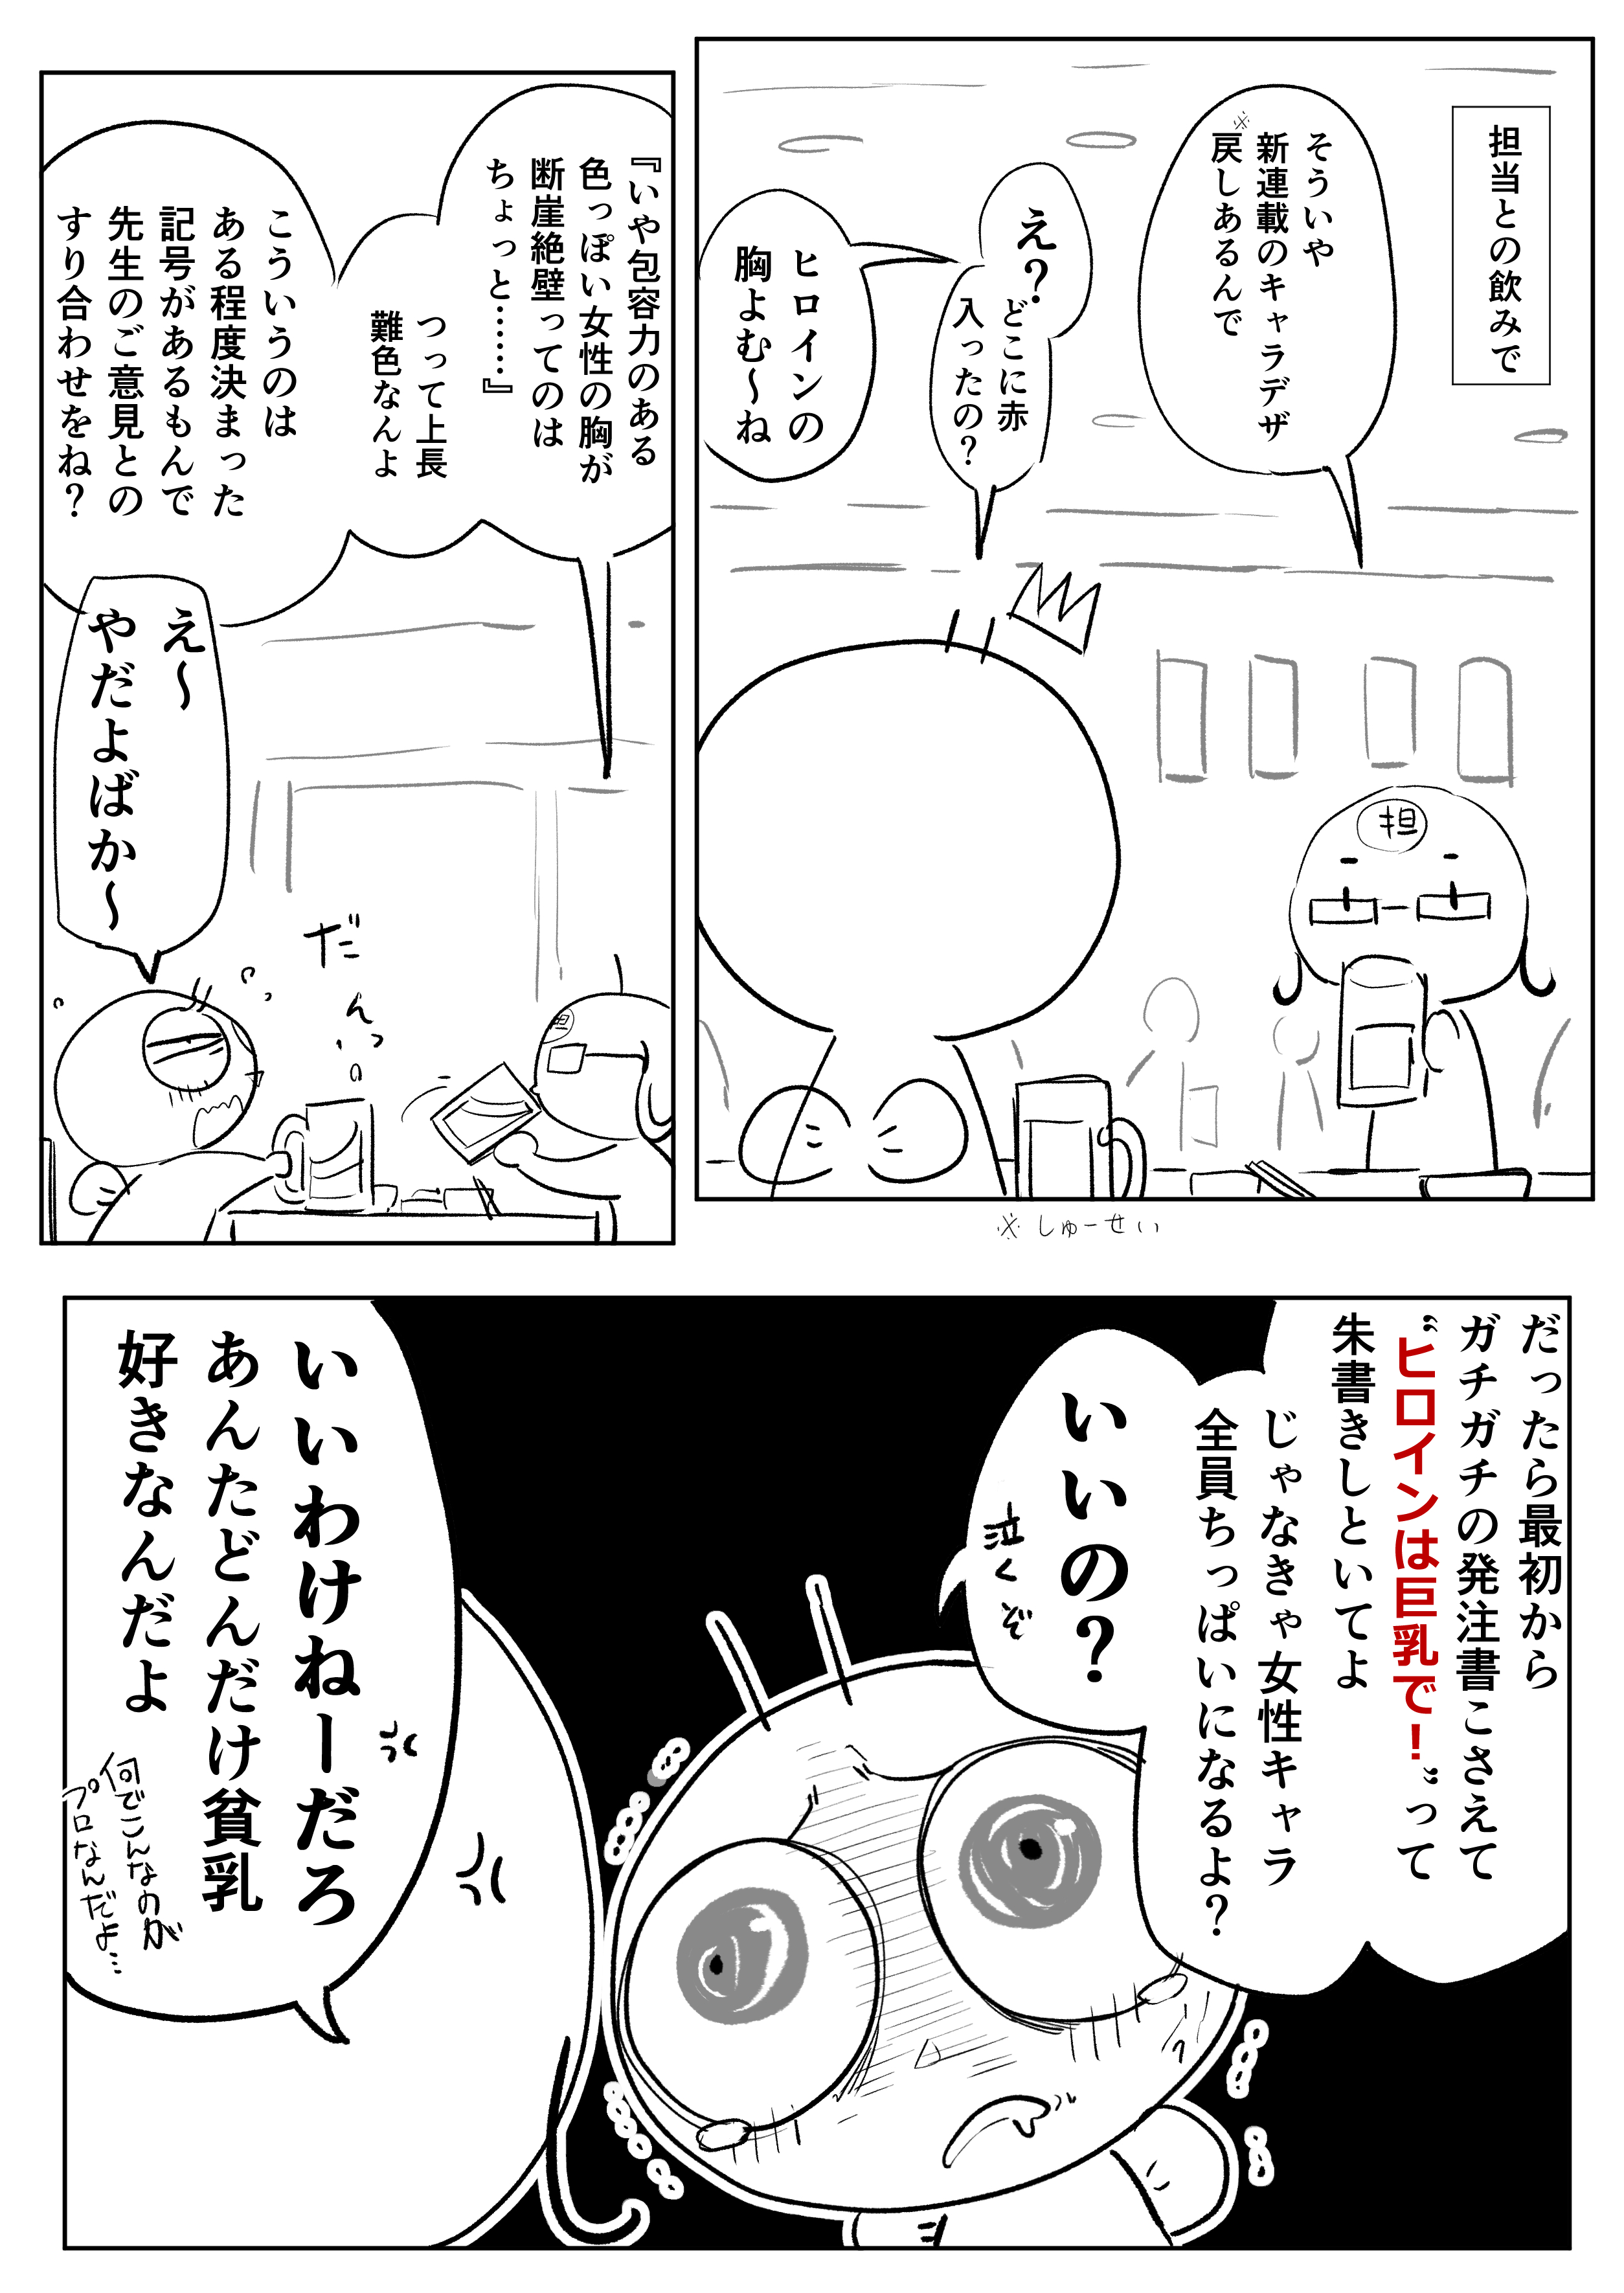 担当との飲みで
そういや
新連載のキャラデザ
※戻しあるんで
え?
どこに赤
入ったの?
ヒロインの
胸よむ〜ね
担
※しゅーせい
『いや包容力のある
色っぽい女性の胸が
断崖絶壁ってのは
ちょっと……』
つって上長
難色なんよ
こういうのは
ある程度決まった
記号があるもんで
先生のご意見との
すり合わせをね?
え〜
やだよばか〜
だんっ
担
だったら最初から
ガチガチの発注書こさえて
“ヒロインは巨乳で!”って
朱書きしといてよ
じゃなきゃ女性キャラ
全員ちっぱいになるよ?
いいの?
泣くぞ
いいわけねーだろ
あんたどんだけ貧乳
好きなんだよ
何でこんなのが
プロなんだよ…